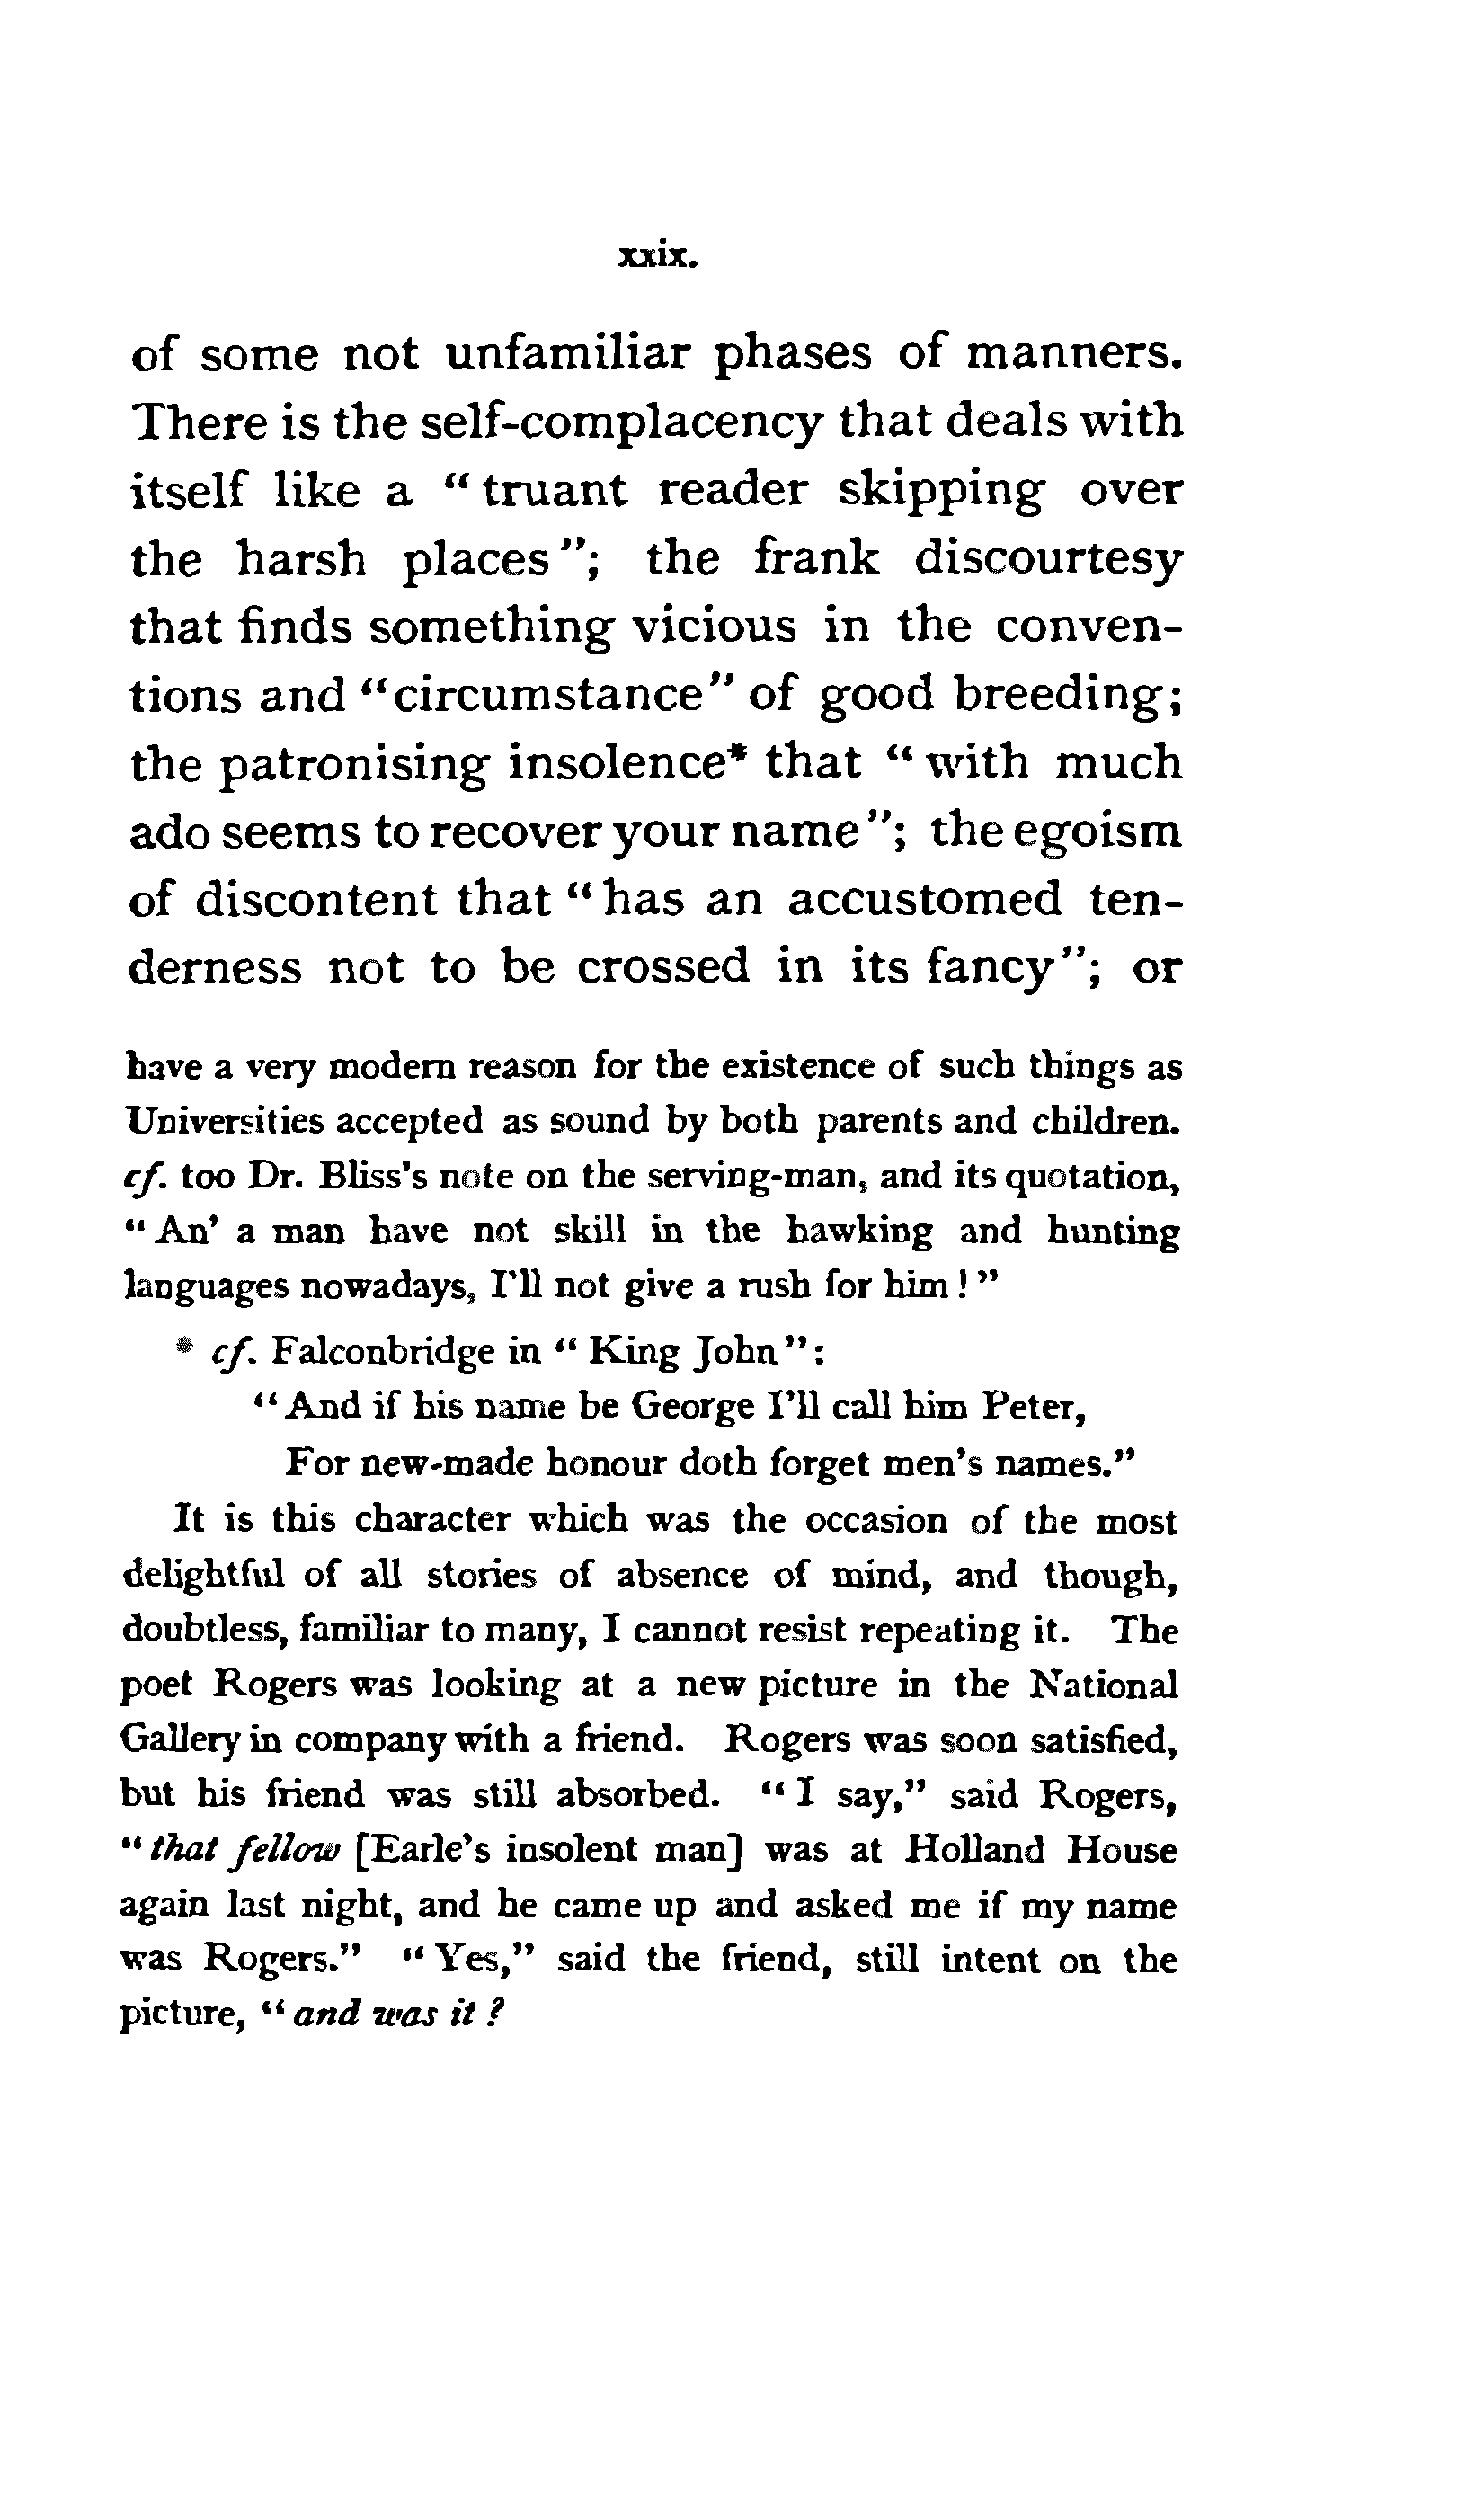 xxix.
of some not unfamiliar phases of manners.
There is the self-complacency that deals with
itself like a "truant reader skipping over
the harsh places"; the frank discourtesy
that finds something vicious in the conven-
tions and "circumstance" of good breeding;
the patronising insolence* that "with much
ado seems to recover your name"; the egoism
of discontent that "has an accustomed ten-
derness not to be crossed in its fancy"; or
have a very modern reason for the existence of such things as
Universities accepted as sound by both parents and children.
cf. too Dr. Bliss's note on the serving-man, and its quotation,
"An' a man have not skill in the hawking and hunting
languages nowadays, I'll not give a rush for him!"
* cf. Falconbridge in "King John":
"And if his name be George I'll call him Peter,
For new-made honour doth forget men's names."
It is this character which was the occasion of the most
delightful of all stories of absence of mind, and though,
doubtless, familiar to many, I cannot resist repeating it. The
poet Rogers was looking at a new picture in the National
Gallery in company with a friend. Rogers was soon satisfied,
but his friend was still absorbed. "I say," said Rogers,
"that fellow [Earle's insolent man] was at Holland House
again last night, and he came up and asked me if my name
was Rogers." "Yes," said the friend, still intent on the
picture, "and was it?